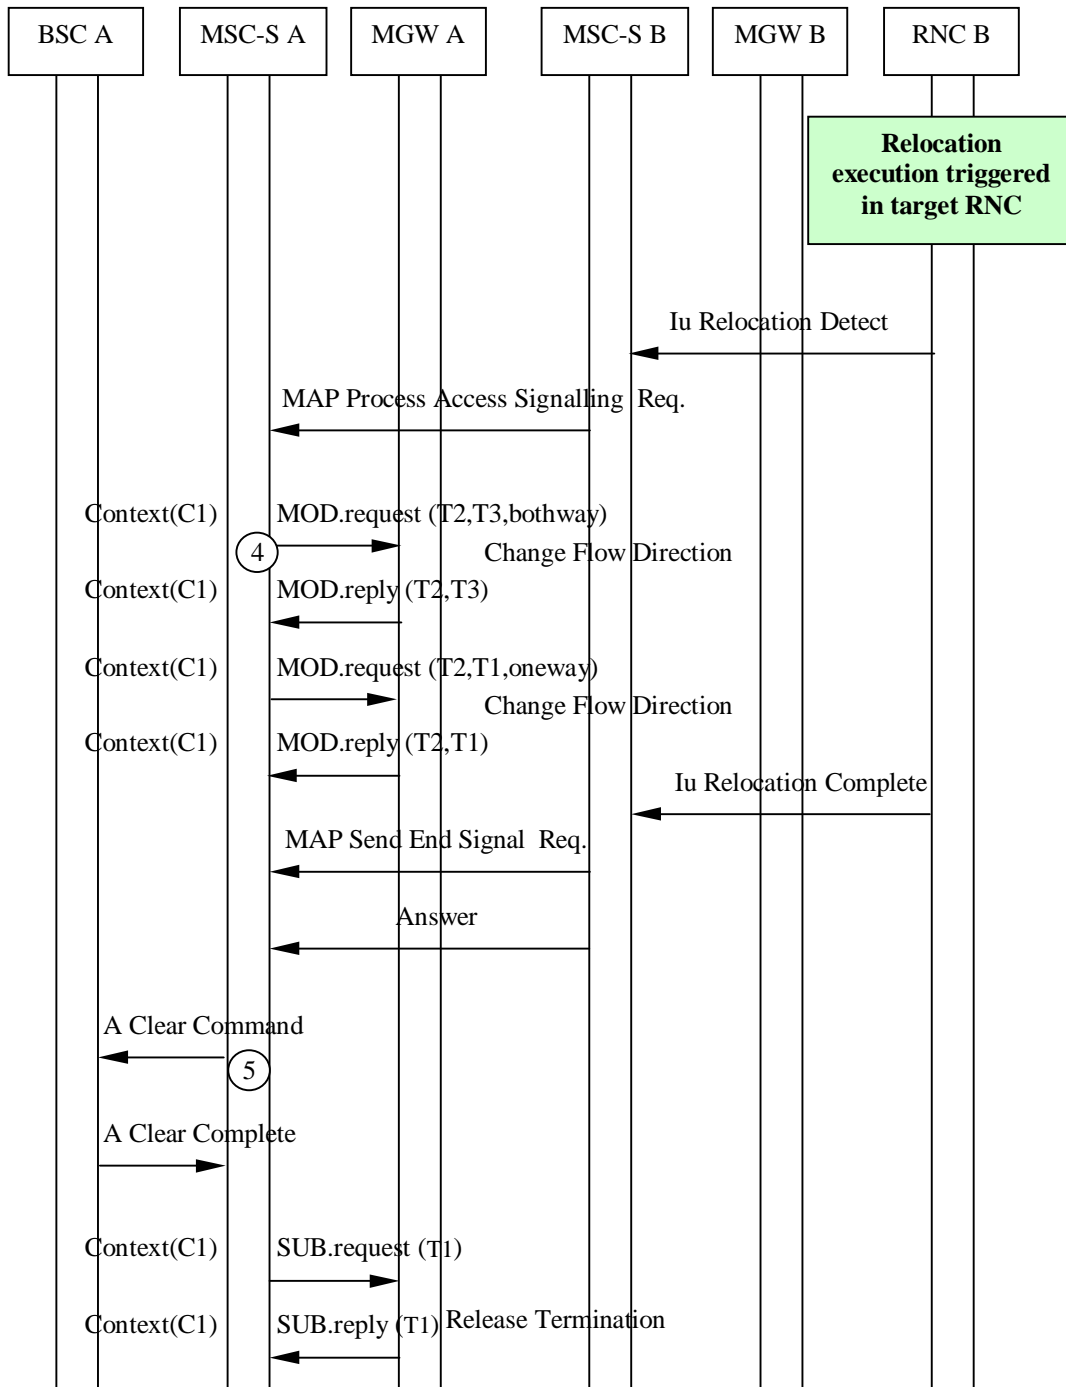 BSC A MSC-S A MGW A MSC-S B MGW B RNC B
Relocation
execution triggered
in target RNC
Iu Relocation Detect
MAP Process Access Signalling Req.
Context(C1) MOD.request (T2,T3,bothway)
4 Change Flow Direction
Context(C1) MOD.reply (T2,T3)
Context(C1) MOD.request (T2,T1,oneway)
Change Flow Direction
Context(C1) MOD.reply (T2,T1)
Iu Relocation Complete
MAP Send End Signal Req.
Answer
A Clear Command
5
A Clear Complete
Context(C1) SUB.request (T1)
Context(C1) SUB.reply (T1) Release Termination